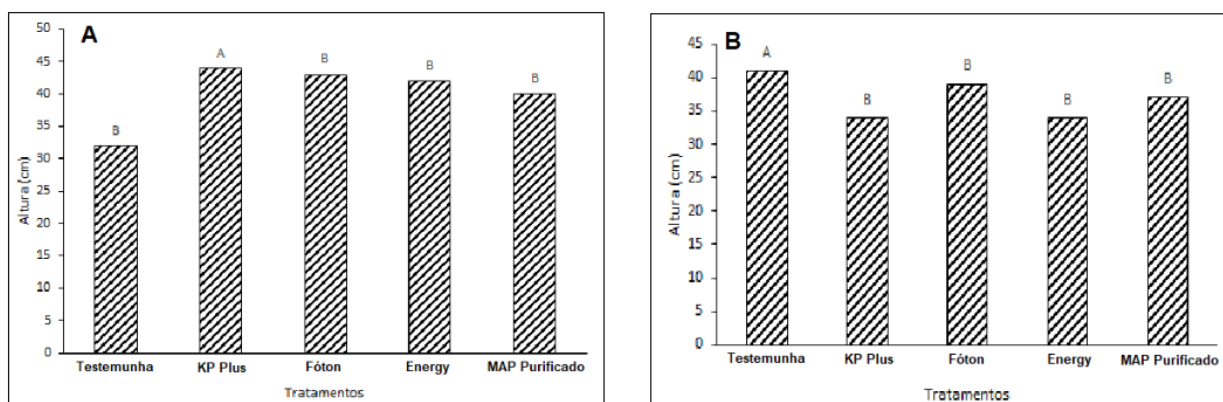 A
50
45
40
35
30
25
20
15
10
5
0
Altura (cm)
B
A
B
B
B
Testemunha
KP Plus
Fóton
Energy
MAP Purificado
Tratamentos
B
45
40
35
30
25
20
15
10
5
0
Altura (cm)
A
B
B
B
B
Testemunha
KP Plus
Fóton
Energy
MAP Purificado
Tratamentos